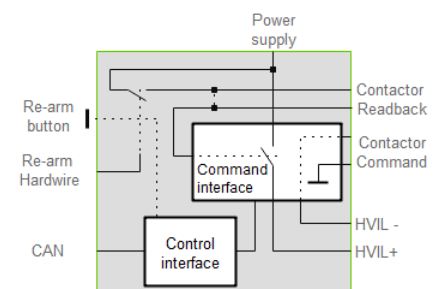 Power
supply
Contactor
Readback
Re-arm
button
Contactor
Command
Re-arm
Hardwire
Command
interface
HVIL -
CAN
Control
interface
HVIL+